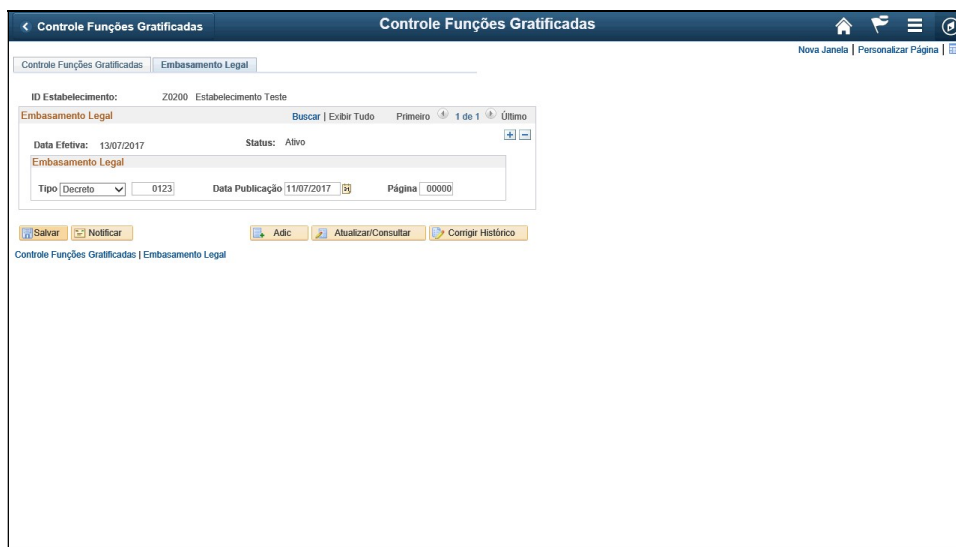 Controle Funções Gratificadas
Controle Funções Gratificadas
Nova Janela | Personalizar Página |
Controle Funções Gratificadas Embasamento Legal
ID Estabelecimento: Z0200 Estabelecimento Teste
Embasamento Legal Buscar | Exibir Tudo Primeiro 1 de 1 Último
Data Efetiva: 13/07/2017 Status: Ativo
Embasamento Legal
Tipo Decreto 0123 Data Publicação 11/07/2017 Página 00000
Salvar Notificar Adic Atualizar/Consultar Corrigir Histórico
Controle Funções Gratificadas | Embasamento Legal